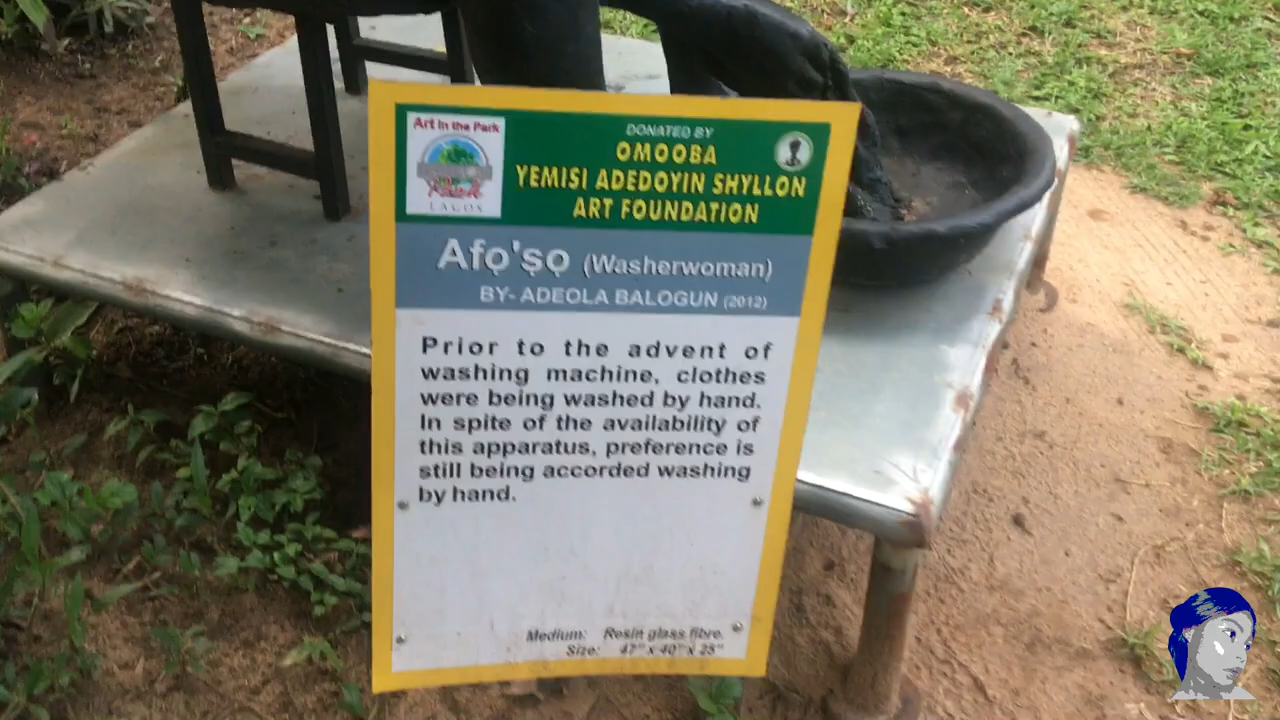 Art in the Park
LAGOS
DONATED BY
OMOOBA
YEMISI ADEDOYIN SHYLLON
ART FOUNDATION
Afọ'ṣọ (Washerwoman)
BY- ADEOLA BALOGUN (2012)
Prior to the advent of
washing machine, clothes
were being washed by hand.
In spite of the availability of
this apparatus, preference is
still being accorded washing
by hand.
Medium: Resin glass fibre.
Size: 47" x 40" x 25"